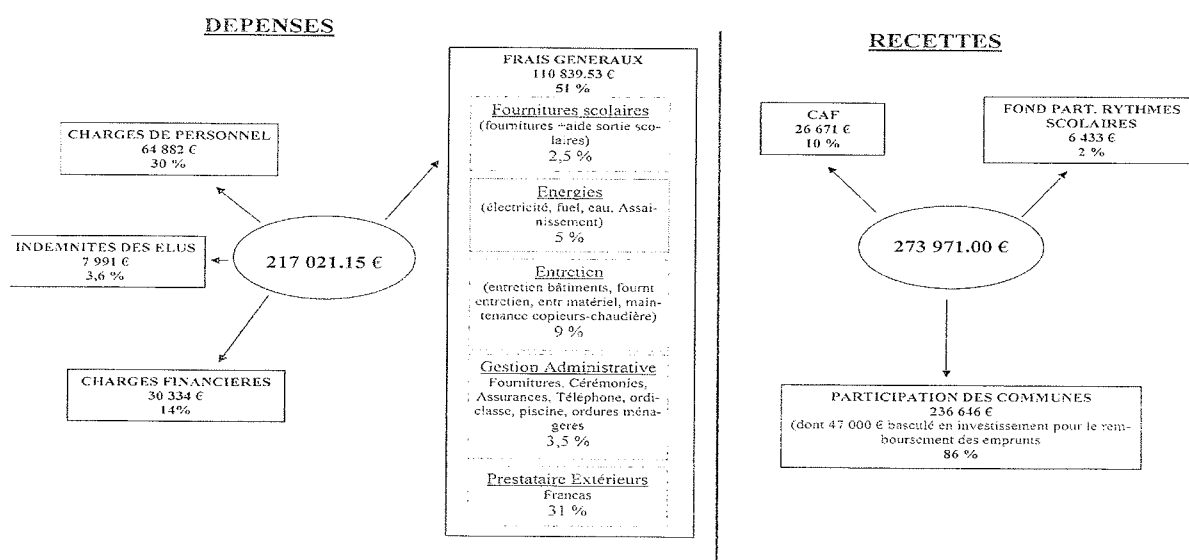 DEPENSES
CHARGES DE PERSONNEL
64 882 €
30 %
INDEMNITES DES ELUS
7 991 €
3,6 %
217 021.15 €
CHARGES FINANCIERES
30 334 €
14%
FRAIS GENERAUX
110 839.53 €
51 %
Fournitures scolaires
(fournitures +aide sortie sco-
laires)
2,5 %
Energies
(électricité, fuel, eau, Assai-
nissement)
5 %
Entretien
(entretien bâtiments, fournt
entretien, entr matériel, main-
tenance copieurs-chaudière)
9 %
Gestion Administrative
Fournitures, Cérémonies,
Assurances, Téléphone, ordi-
classe, piscine, ordures ména-
geres
3,5 %
Prestataire Extérieurs
Francas
31 %
RECETTES
CAF
26 671 €
10 %
FOND PART. RYTHMES
SCOLAIRES
6 433 €
2 %
273 971.00 €
PARTICIPATION DES COMMUNES
236 646 €
(dont 47 000 € basculé en investissement pour le rem-
boursement des emprunts
86 %